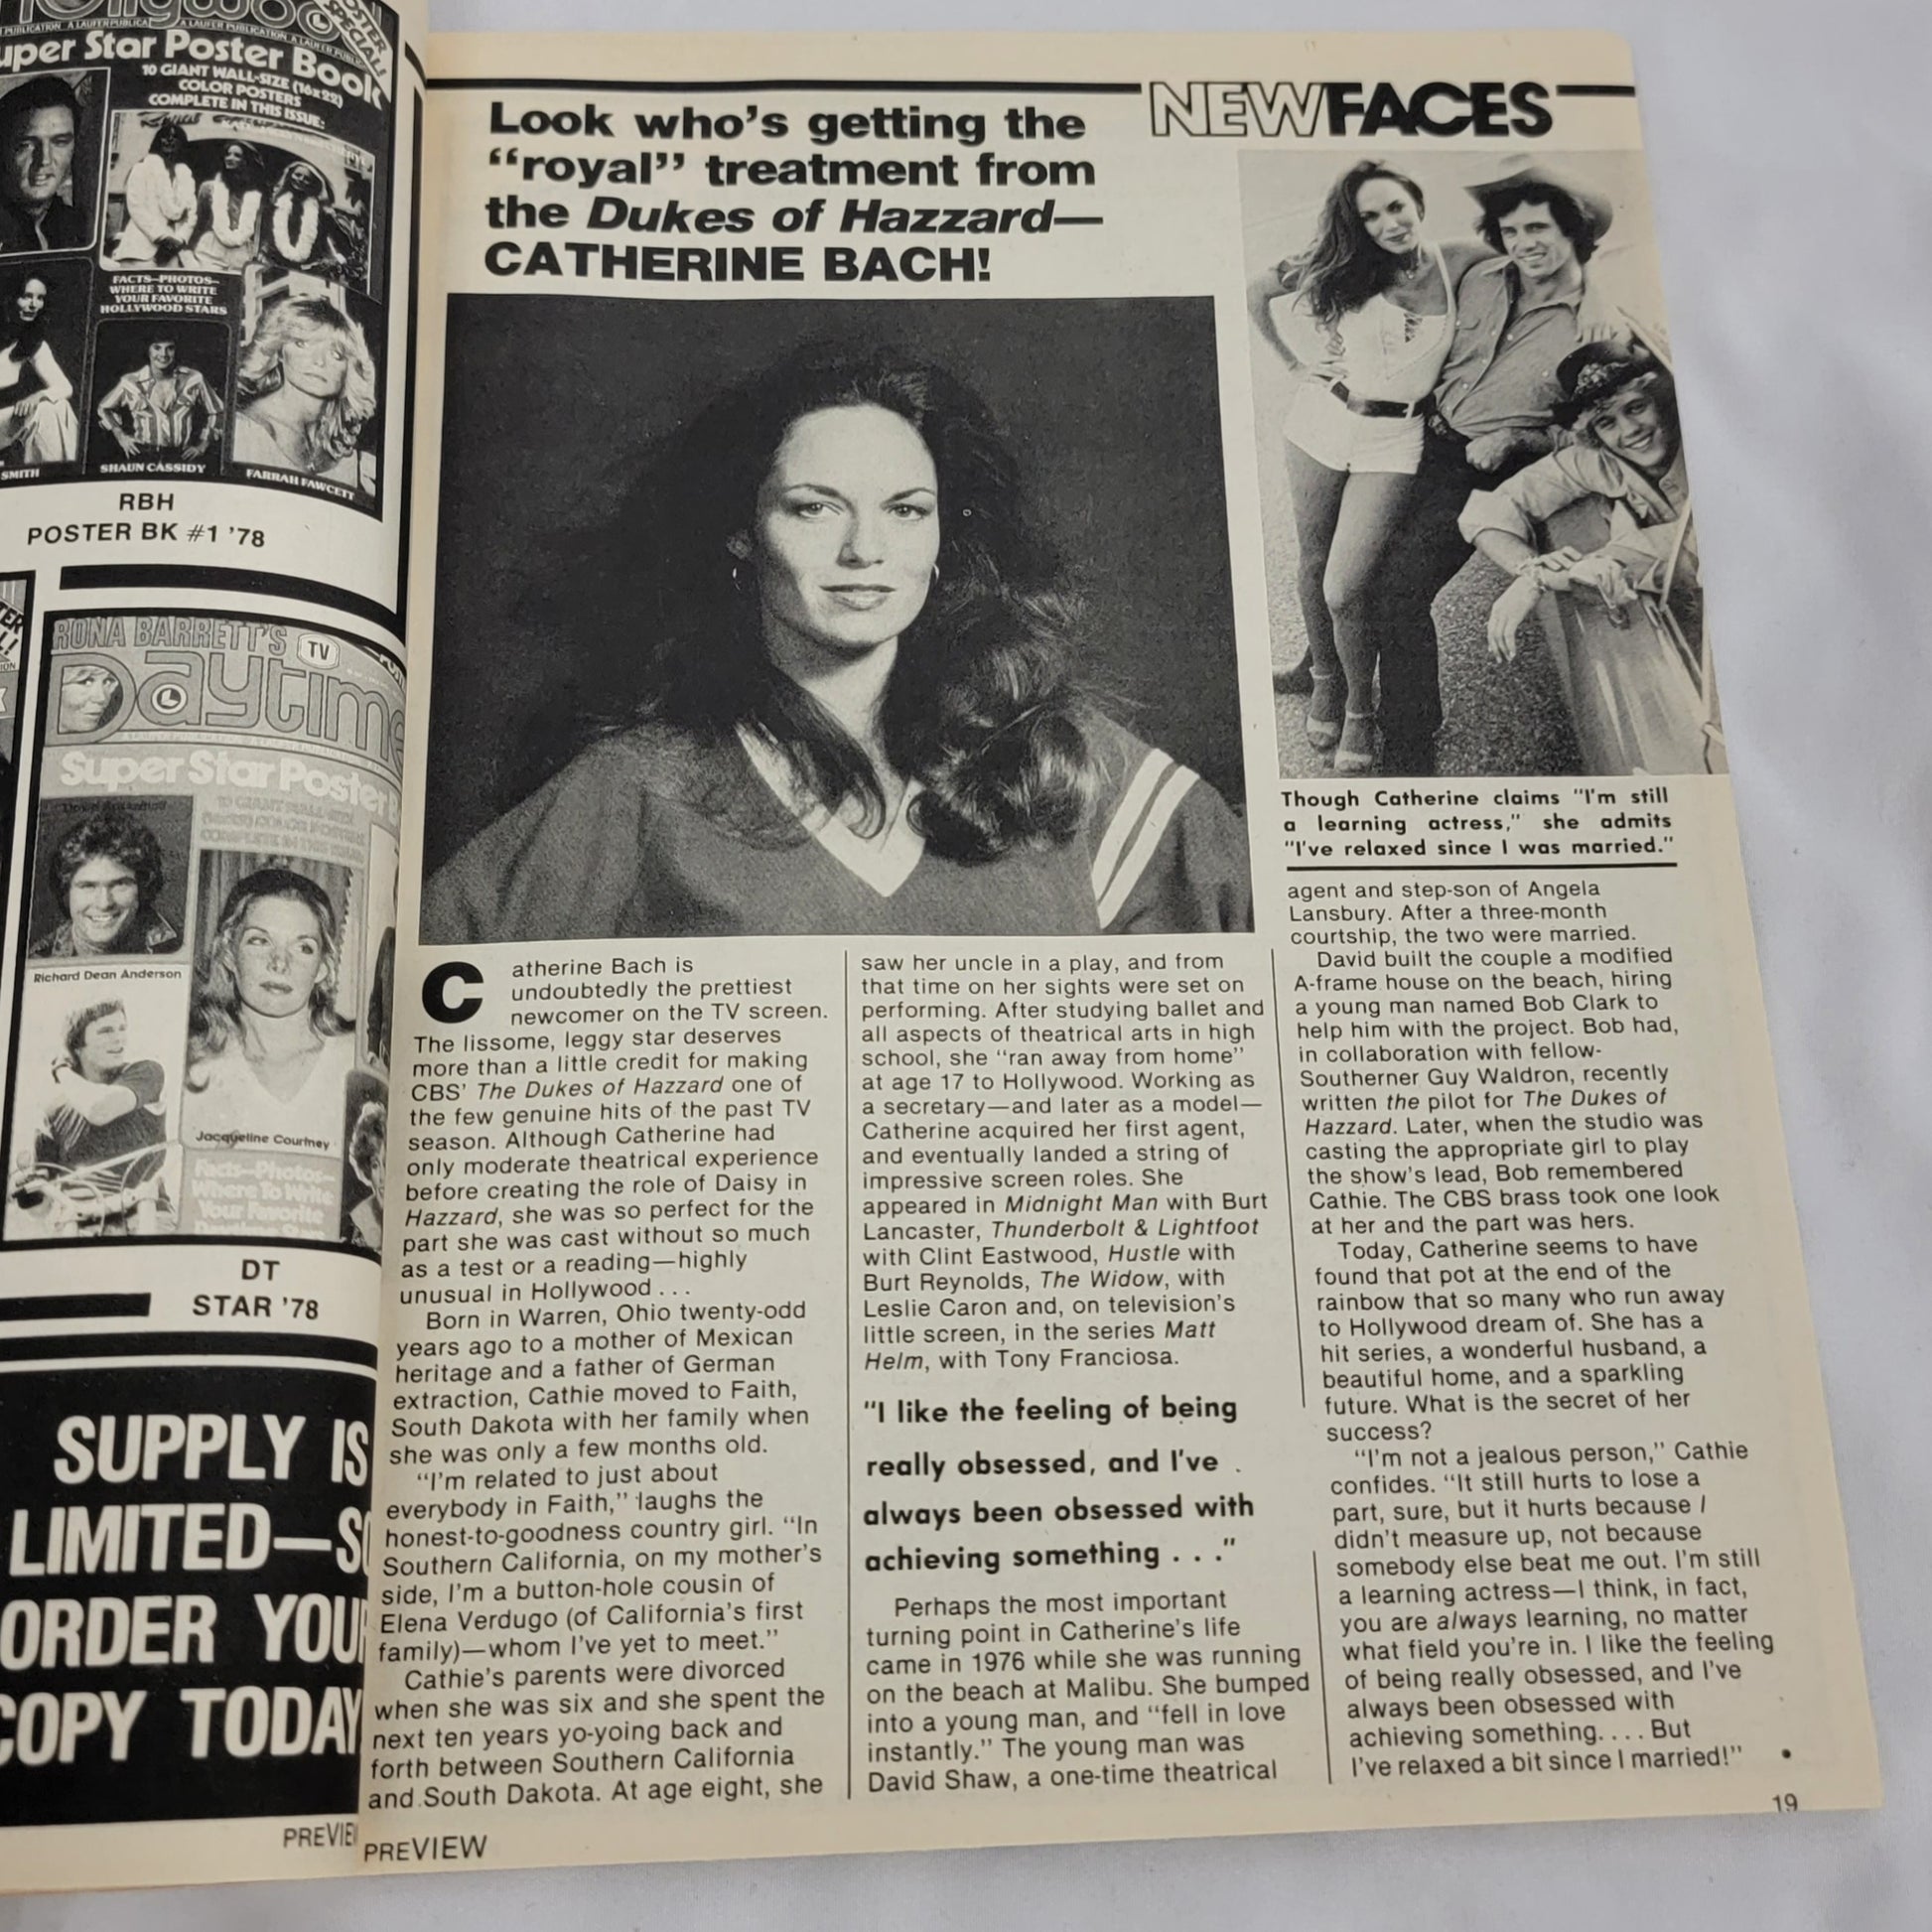 PUBLICATION A LAUFER PUBLICA
A LAUFER PUBLICATION A LAUFER PUBL
POSTER
SPECIAL!
Super Star Poster Book
10 GIANT WALL-SIZE (16x22)
COLOR POSTERS
COMPLETE IN THIS ISSUE:
FACTS—PHOTOS—
WHERE TO WRITE
YOUR FAVORITE
HOLLYWOOD STARS
SMITH
SHAUN CASSIDY
FARRAH FAWCETT
RBH
POSTER BK #1 '78
RONA BARRETT'S
TV
Daytime
Super Star Poster
Richard Dean Anderson
Jacqueline Courtney
Facts—Photos—
Where To Write
Your Favorite
DT
STAR '78
SUPPLY IS
LIMITED—SO
ORDER YOU
COPY TODAY
PREVIE
NEWFACES
Look who's getting the
"royal" treatment from
the Dukes of Hazzard—
CATHERINE BACH!
Catherine Bach is
undoubtedly the prettiest
newcomer on the TV screen.
The lissome, leggy star deserves
more than a little credit for making
CBS' The Dukes of Hazzard one of
the few genuine hits of the past TV
season. Although Catherine had
only moderate theatrical experience
before creating the role of Daisy in
Hazzard, she was so perfect for the
part she was cast without so much
as a test or a reading—highly
unusual in Hollywood . . .
Born in Warren, Ohio twenty-odd
years ago to a mother of Mexican
heritage and a father of German
extraction, Cathie moved to Faith,
South Dakota with her family when
she was only a few months old.
"I'm related to just about
everybody in Faith," laughs the
honest-to-goodness country girl. "In
Southern California, on my mother's
side, I'm a button-hole cousin of
Elena Verdugo (of California's first
family)—whom I've yet to meet."
Cathie's parents were divorced
when she was six and she spent the
next ten years yo-yoing back and
forth between Southern California
and South Dakota. At age eight, she
saw her uncle in a play, and from
that time on her sights were set on
performing. After studying ballet and
all aspects of theatrical arts in high
school, she "ran away from home"
at age 17 to Hollywood. Working as
a secretary—and later as a model—
Catherine acquired her first agent,
and eventually landed a string of
impressive screen roles. She
appeared in Midnight Man with Burt
Lancaster, Thunderbolt & Lightfoot
with Clint Eastwood, Hustle with
Burt Reynolds, The Widow, with
Leslie Caron and, on television's
little screen, in the series Matt
Helm, with Tony Franciosa.
"I like the feeling of being
really obsessed, and I've
always been obsessed with
achieving something . . ."
Perhaps the most important
turning point in Catherine's life
came in 1976 while she was running
on the beach at Malibu. She bumped
into a young man, and "fell in love
instantly." The young man was
David Shaw, a one-time theatrical
Though Catherine claims "I'm still
a learning actress," she admits
"I've relaxed since I was married."
agent and step-son of Angela
Lansbury. After a three-month
courtship, the two were married.
David built the couple a modified
A-frame house on the beach, hiring
a young man named Bob Clark to
help him with the project. Bob had,
in collaboration with fellow-
Southerner Guy Waldron, recently
written the pilot for The Dukes of
Hazzard. Later, when the studio was
casting the appropriate girl to play
the show's lead, Bob remembered
Cathie. The CBS brass took one look
at her and the part was hers.
Today, Catherine seems to have
found that pot at the end of the
rainbow that so many who run away
to Hollywood dream of. She has a
hit series, a wonderful husband, a
beautiful home, and a sparkling
future. What is the secret of her
success?
"I'm not a jealous person," Cathie
confides. "It still hurts to lose a
part, sure, but it hurts because I
didn't measure up, not because
somebody else beat me out. I'm still
a learning actress—I think, in fact,
you are always learning, no matter
what field you're in. I like the feeling
of being really obsessed, and I've
always been obsessed with
achieving something. . . . But
I've relaxed a bit since I married!" •
PREVIEW
19